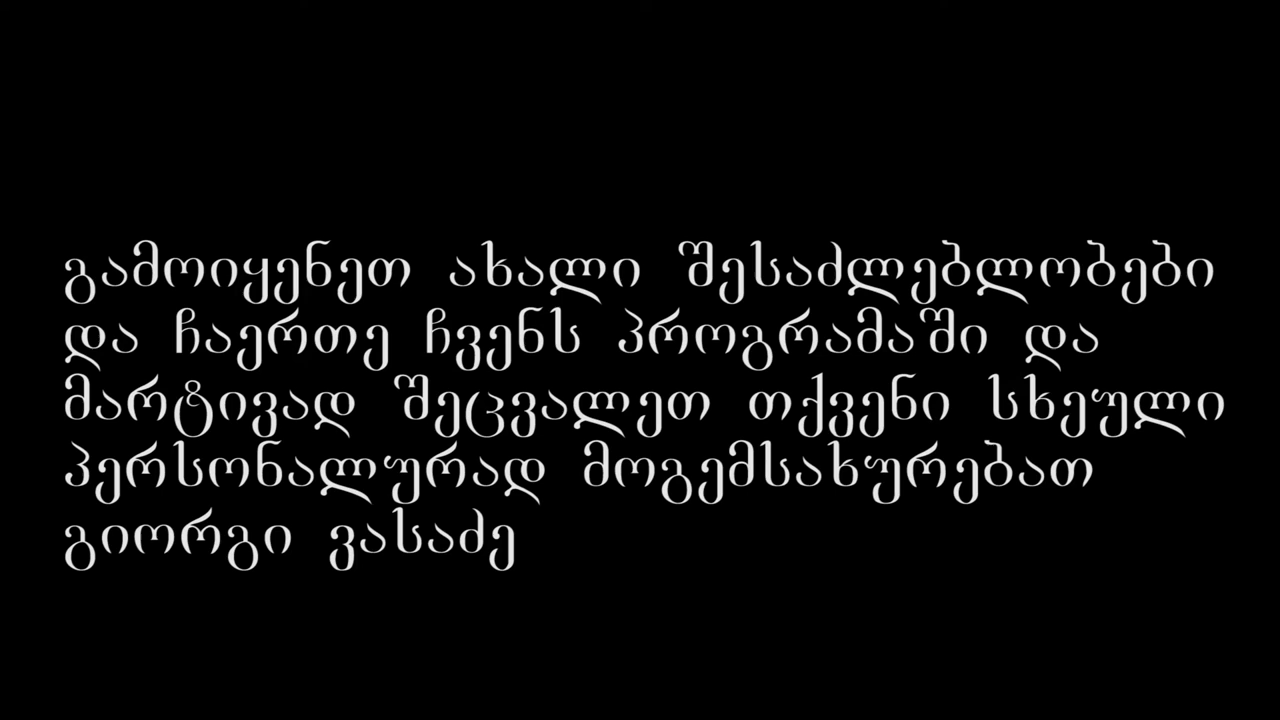 გამოიყენეთ ახალი შესაძლებლობები
და ჩაერთე ჩვენს პროგრამაში და
მარტივად შეცვალეთ თქვენი სხეული
პერსონალურად მოგემსახურებათ
გიორგი ვასაძე